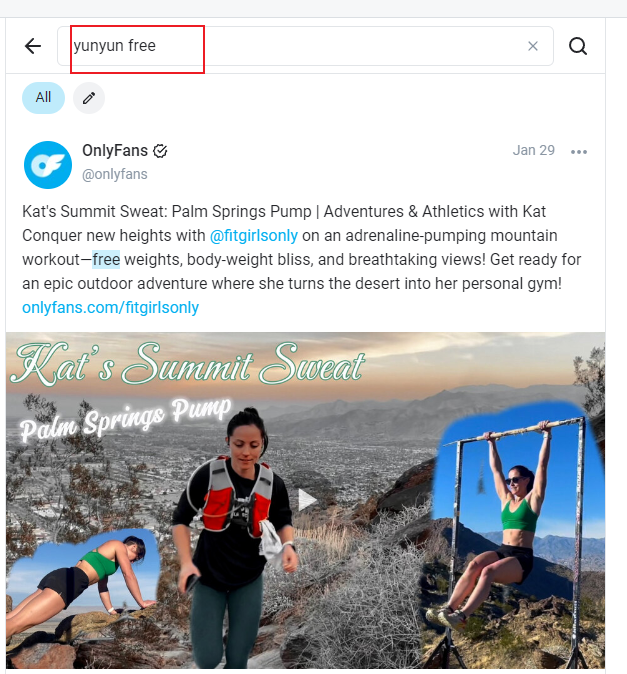 yunyun free
All
OnlyFans
Jan 29
@onlyfans
Kat's Summit Sweat: Palm Springs Pump | Adventures & Athletics with Kat
Conquer new heights with @fitgirlsonly on an adrenaline-pumping mountain
workout—free weights, body-weight bliss, and breathtaking views! Get ready for
an epic outdoor adventure where she turns the desert into her personal gym!
onlyfans.com/fitgirlsonly
Kat's Summit Sweat
Palm Springs Pump